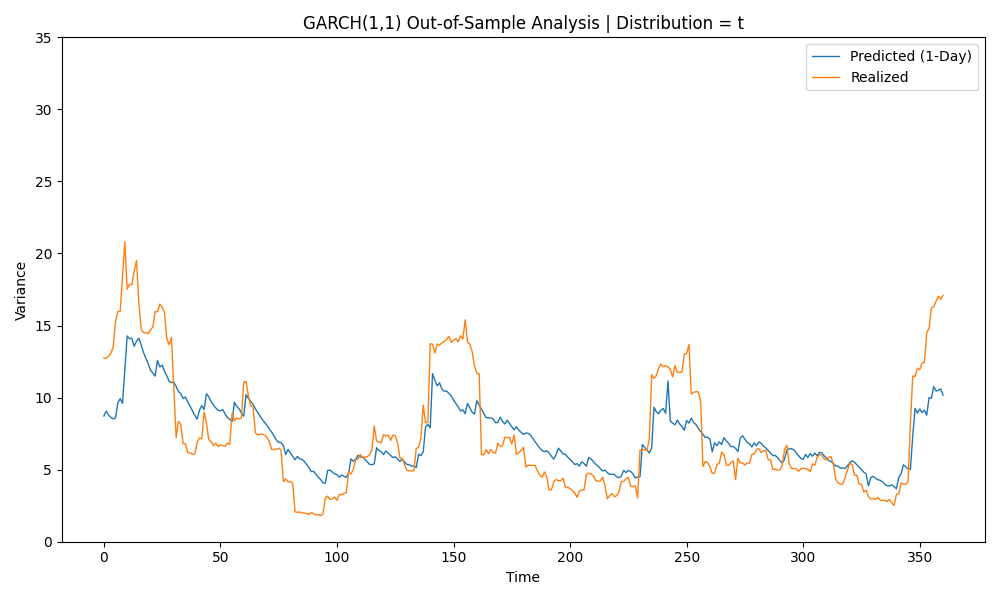 GARCH(1,1) Out-of-Sample Analysis | Distribution = t
Predicted (1-Day)
Realized
Variance
35
30
25
20
15
10
5
0
0 50 100 150 200 250 300 350
Time